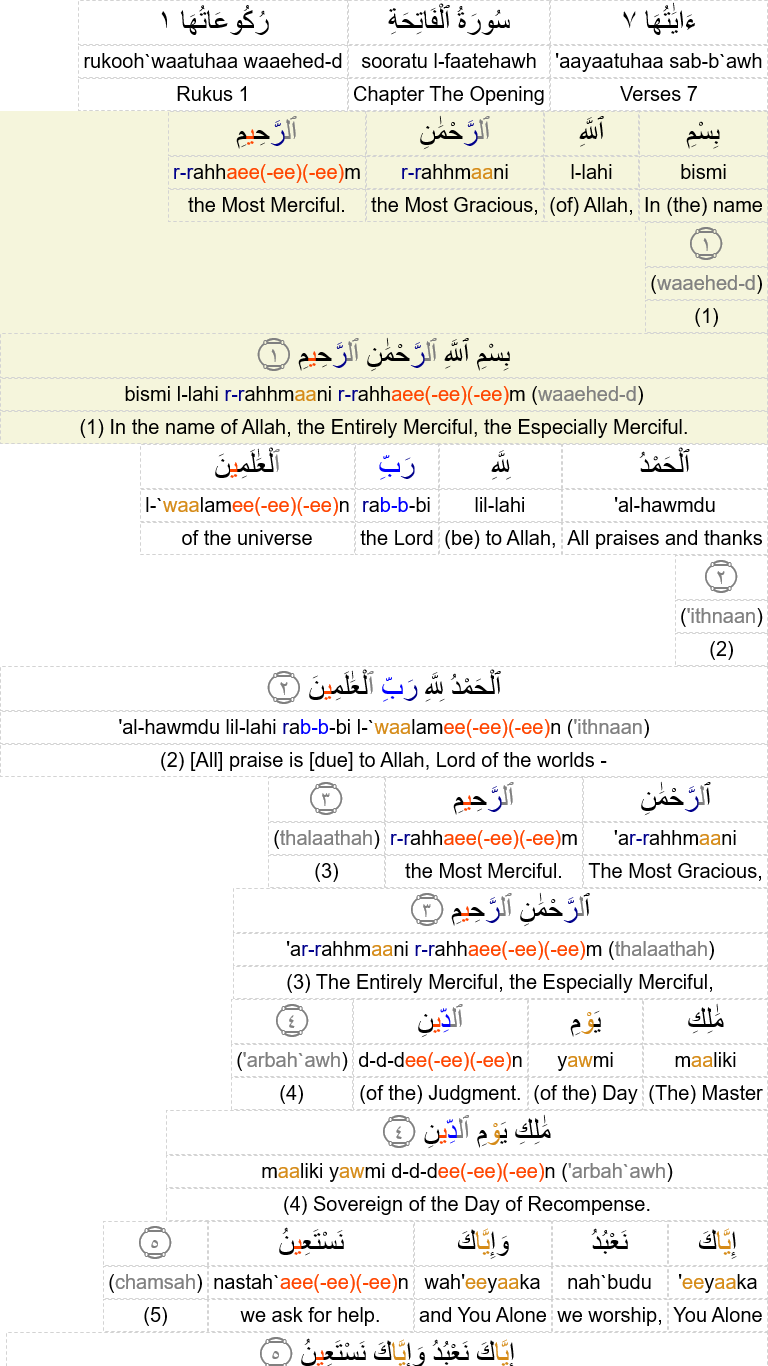 ءَايَٰتُهَا ٧ سُورَةُ ٱلْفَاتِحَةِ رُكُوعَاتُهَا ١
rukooh`waatuhaa waaehed-d sooratu l-faatehawh 'aayaatuhaa sab-b`awh
Rukus 1 Chapter The Opening Verses 7
بِسْمِ ٱللَّهِ ٱلرَّحْمَٰنِ ٱلرَّحِيمِ
r-rahhaee(-ee)(-ee)m r-rahhmaani l-lahi bismi
the Most Merciful. the Most Gracious, (of) Allah, In (the) name
١
(waaehed-d)
(1)
بِسْمِ ٱللَّهِ ٱلرَّحْمَٰنِ ٱلرَّحِيمِ ١
bismi l-lahi r-rahhmaani r-rahhaee(-ee)(-ee)m (waaehed-d)
(1) In the name of Allah, the Entirely Merciful, the Especially Merciful.
ٱلْحَمْدُ لِلَّهِ رَبِّ ٱلْعَٰلَمِينَ
l-`waalamee(-ee)(-ee)n rab-b-bi lil-lahi 'al-hawmdu
of the universe the Lord (be) to Allah, All praises and thanks
٢
('ithnaan)
(2)
ٱلْحَمْدُ لِلَّهِ رَبِّ ٱلْعَٰلَمِينَ ٢
'al-hawmdu lil-lahi rab-b-bi l-`waalamee(-ee)(-ee)n ('ithnaan)
(2) [All] praise is [due] to Allah, Lord of the worlds -
ٱلرَّحْمَٰنِ ٱلرَّحِيمِ ٣
(thalaathah) r-rahhaee(-ee)(-ee)m 'ar-rahhmaani
(3) the Most Merciful. The Most Gracious,
ٱلرَّحْمَٰنِ ٱلرَّحِيمِ ٣
'ar-rahhmaani r-rahhaee(-ee)(-ee)m (thalaathah)
(3) The Entirely Merciful, the Especially Merciful,
مَٰلِكِ يَوْمِ ٱلدِّينِ ٤
('arbah`awh) d-d-dee(-ee)(-ee)n yawmi maaliki
(4) (of the) Judgment. (of the) Day (The) Master
مَٰلِكِ يَوْمِ ٱلدِّينِ ٤
maaliki yawmi d-d-dee(-ee)(-ee)n ('arbah`awh)
(4) Sovereign of the Day of Recompense.
إِيَّاكَ نَعْبُدُ وَإِيَّاكَ نَسْتَعِينُ ٥
(chamsah) nastah`aee(-ee)(-ee)n wah'eeyaaka nah`budu 'eeyaaka
(5) we ask for help. and You Alone we worship, You Alone
إِيَّاكَ نَعْبُدُ وَإِيَّاكَ نَسْتَعِينُ ٥